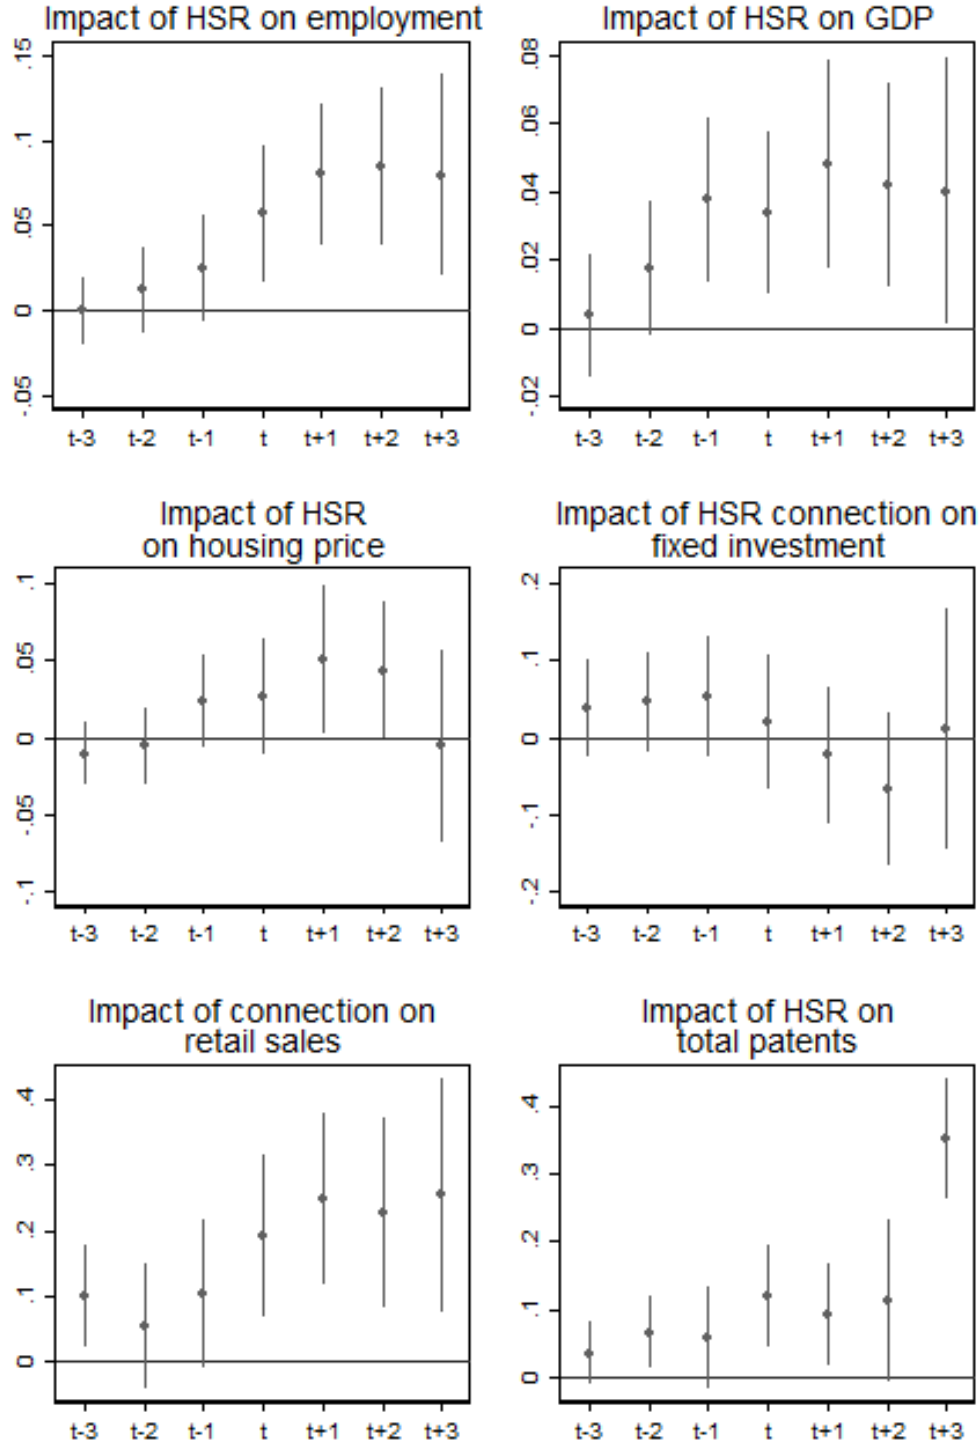 Impact of HSR on employment
.15
.1
.05
0
-.05
t-3 t-2 t-1 t t+1 t+2 t+3
Impact of HSR on GDP
.08
.06
.04
.02
0
-.02
t-3 t-2 t-1 t t+1 t+2 t+3
Impact of HSR
on housing price
.1
.05
0
-.05
-.1
t-3 t-2 t-1 t t+1 t+2 t+3
Impact of HSR connection on
fixed investment
.2
.1
0
-.1
-.2
t-3 t-2 t-1 t t+1 t+2 t+3
Impact of connection on
retail sales
.4
.3
.2
.1
0
t-3 t-2 t-1 t t+1 t+2 t+3
Impact of HSR on
total patents
.4
.3
.2
.1
0
t-3 t-2 t-1 t t+1 t+2 t+3